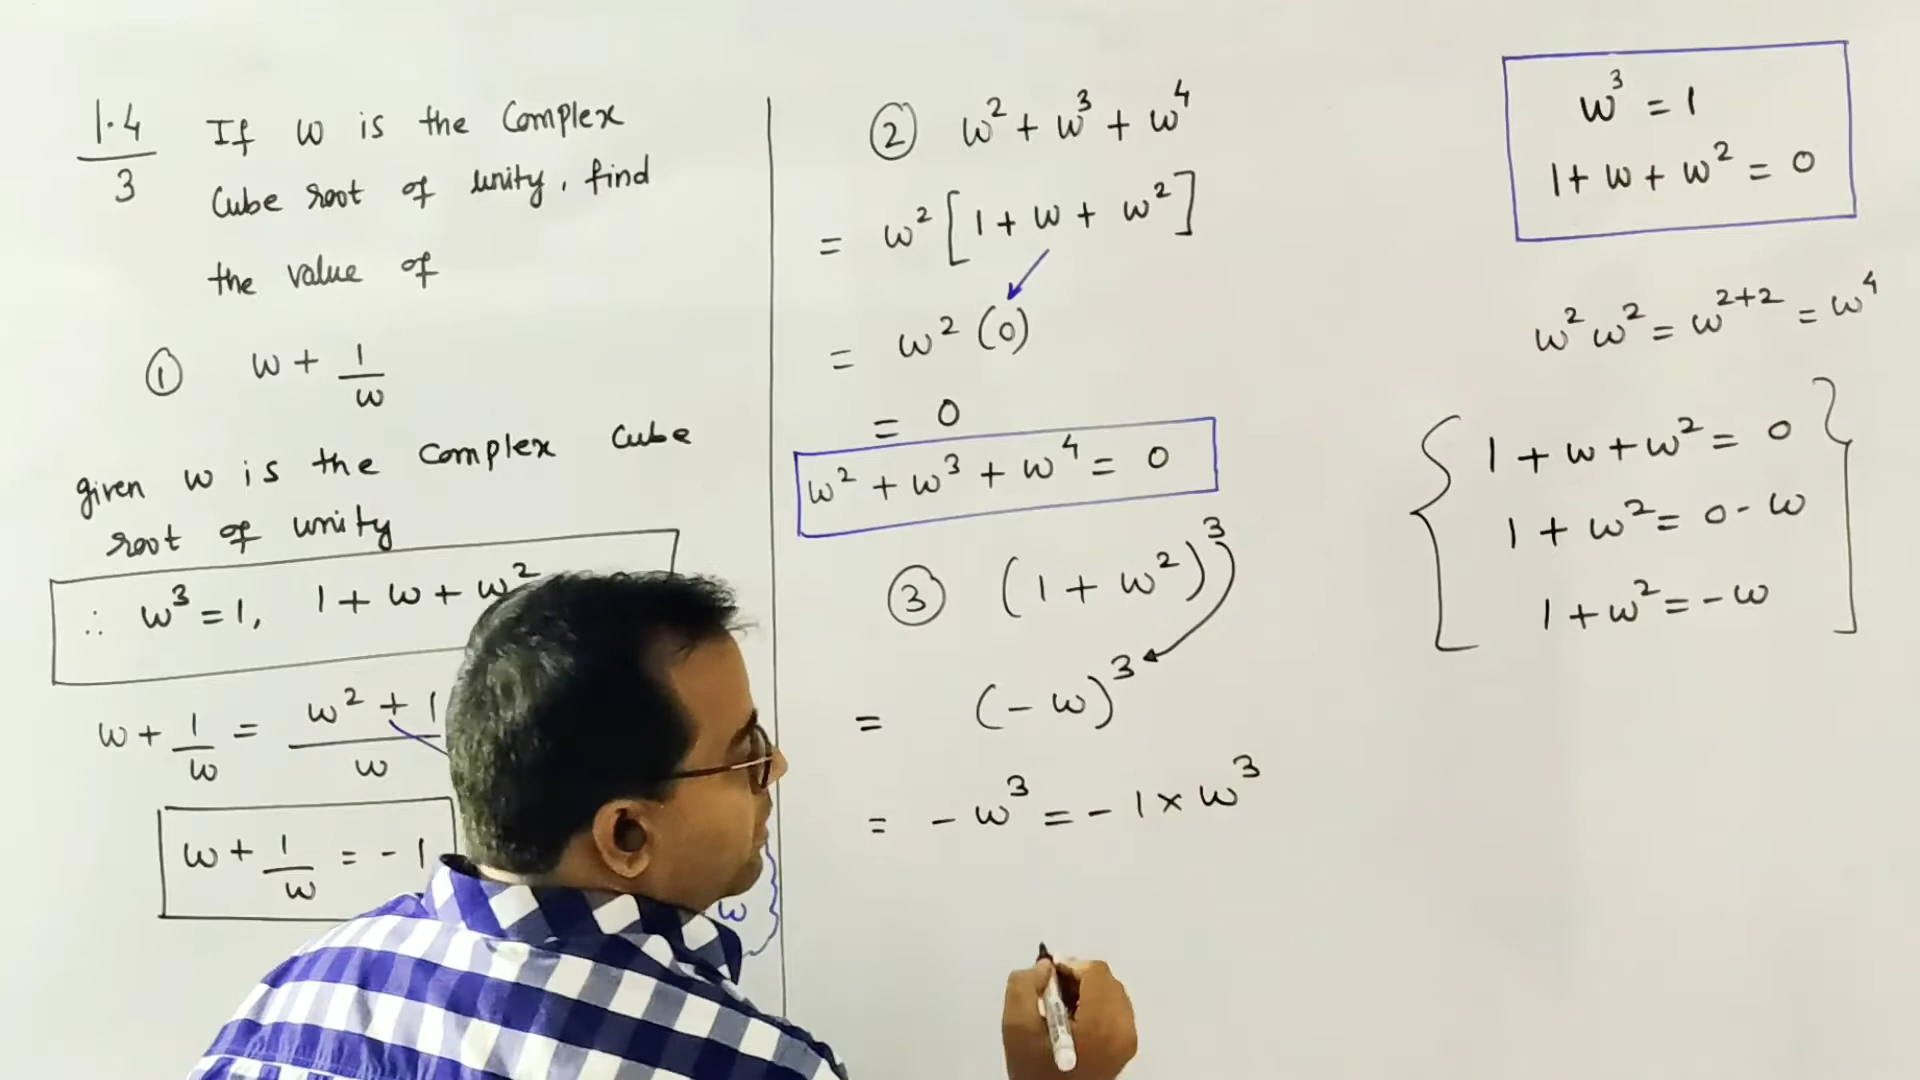 1.4
3
If ω is the Complex
Cube root of unity, find
the value of
① ω + 1/ω
given ω is the complex cube
root of unity
∴ ω³ = 1, 1 + ω + ω²
ω + 1/ω = ω² + 1 / ω
ω + 1/ω = -1
ω
② ω² + ω³ + ω⁴
= ω² [1 + ω + ω²]
= ω² (0)
= 0
ω² + ω³ + ω⁴ = 0
③ (1 + ω²)³
= (-ω)³
= -ω³ = -1 × ω³
ω³ = 1
1 + ω + ω² = 0
ω² ω² = ω²⁺² = ω⁴
1 + ω + ω² = 0
1 + ω² = 0 - ω
1 + ω² = -ω